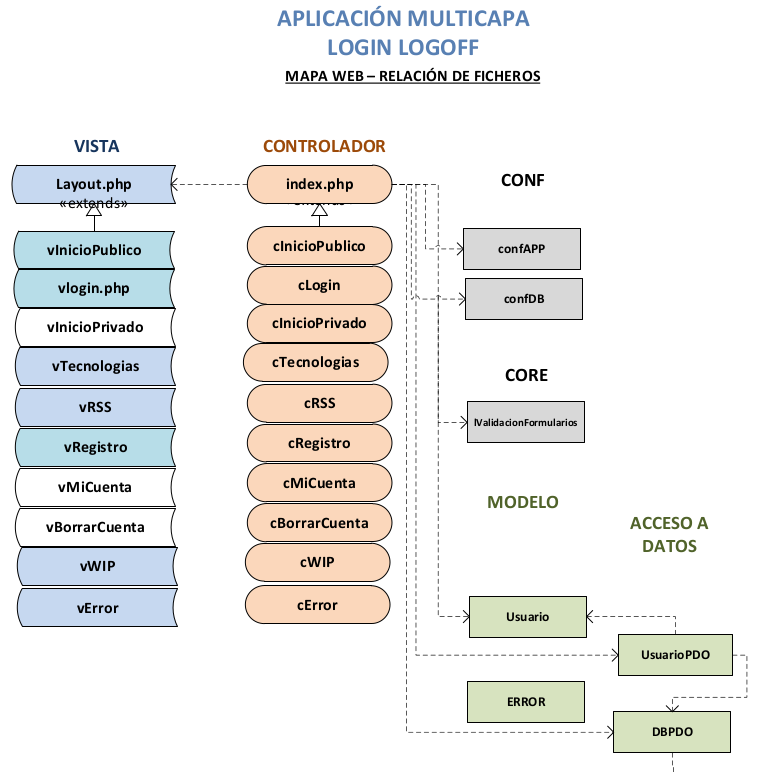 APLICACIÓN MULTICAPA
LOGIN LOGOFF
MAPA WEB – RELACIÓN DE FICHEROS
VISTA
Layout.php
«extends»
vInicioPublico
vlogin.php
vInicioPrivado
vTecnologias
vRSS
vRegistro
vMiCuenta
vBorrarCuenta
vWIP
vError
CONTROLADOR
index.php
cInicioPublico
cLogin
cInicioPrivado
cTecnologias
cRSS
cRegistro
cMiCuenta
cBorrarCuenta
cWIP
cError
CONF
confAPP
confDB
CORE
lValidacionFormularios
MODELO
Usuario
ERROR
ACCESO A
DATOS
UsuarioPDO
DBPDO